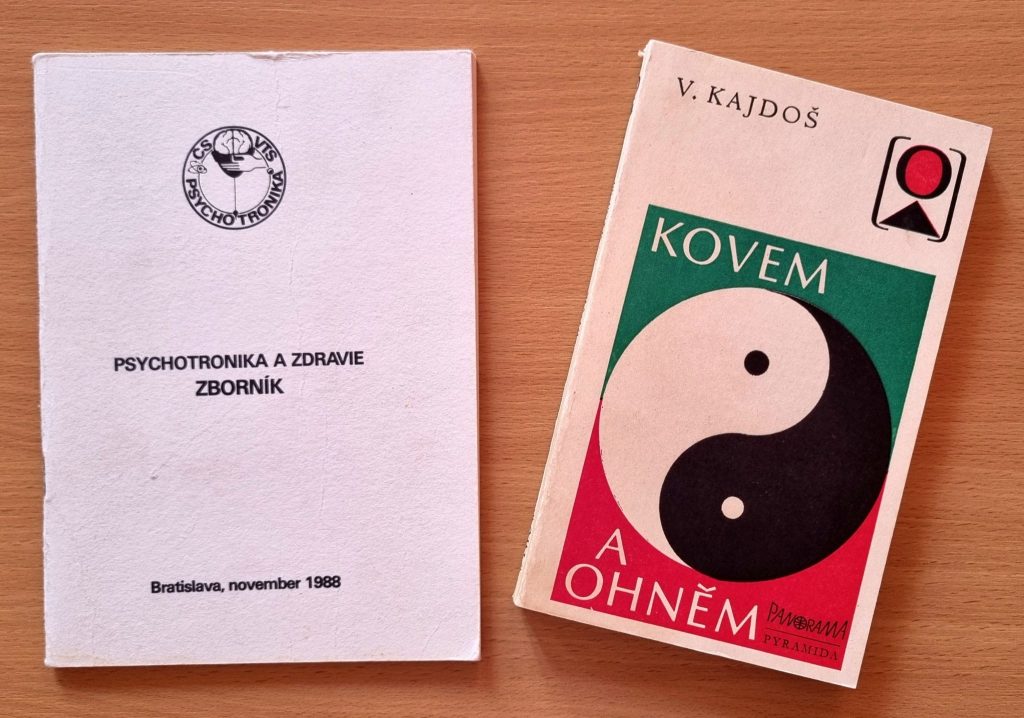 ČS VTS
PSYCHOTRONIKA
PSYCHOTRONIKA A ZDRAVIE
ZBORNÍK
Bratislava, november 1988
V. KAJDOŠ
KOVEM
A
OHNĚM
PANORAMA
PYRAMIDA